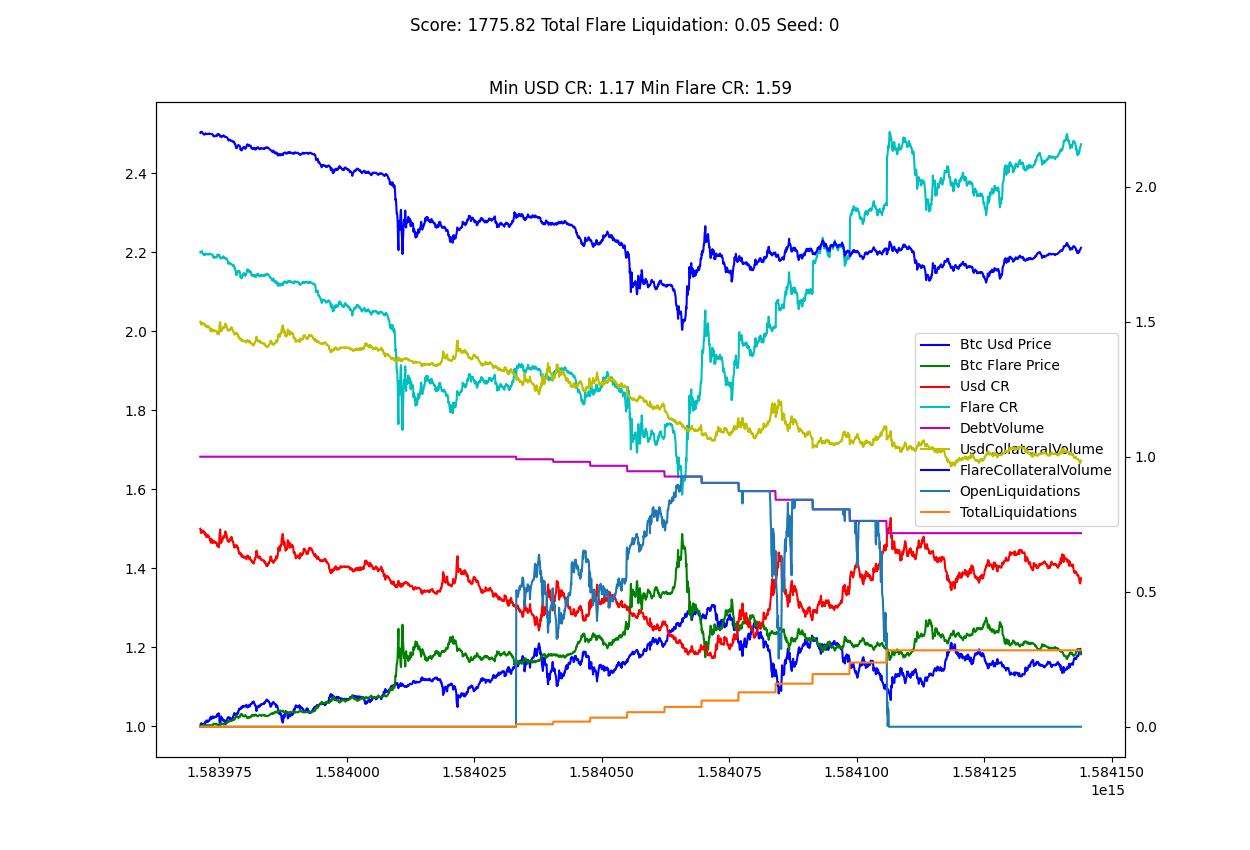 Score: 1775.82 Total Flare Liquidation: 0.05 Seed: 0
Min USD CR: 1.17 Min Flare CR: 1.59
2.4
2.2
2.0
1.8
1.6
1.4
1.2
1.0
2.0
1.5
1.0
0.5
0.0
Btc Usd Price
Btc Flare Price
Usd CR
Flare CR
DebtVolume
UsdCollateralVolume
FlareCollateralVolume
OpenLiquidations
TotalLiquidations
1.583975 1.584000 1.584025 1.584050 1.584075 1.584100 1.584125 1.584150
1e15